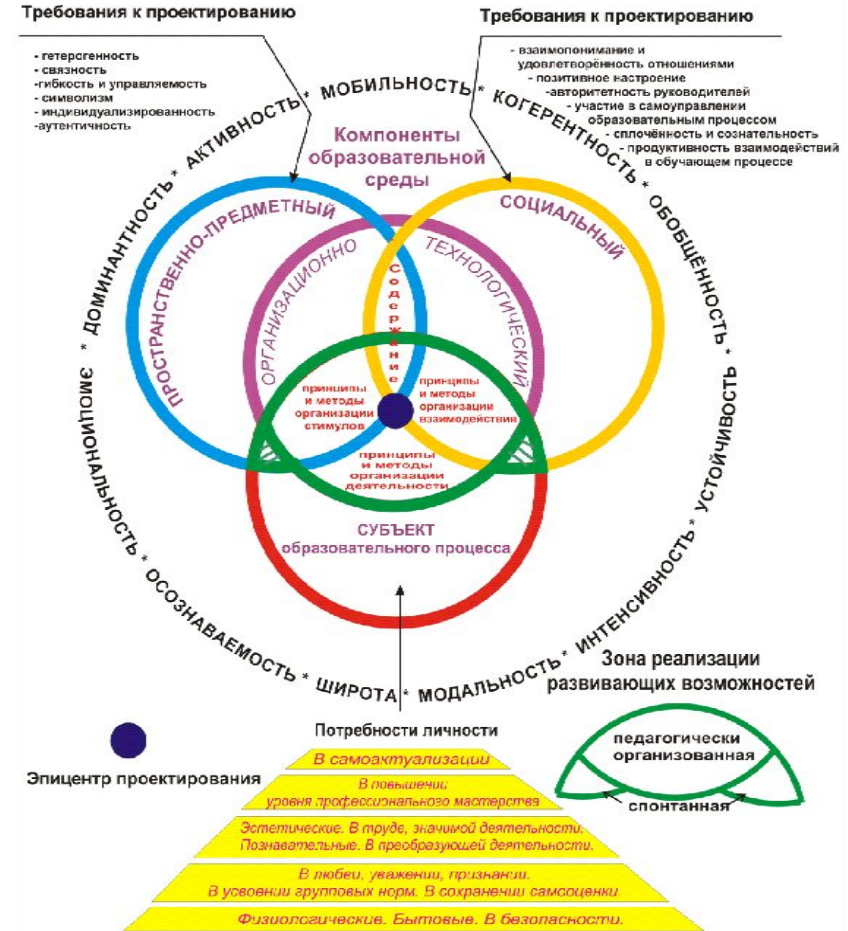 Требования к проектированию
- гетерогенность
- связность
-гибкость и управляемость
- символизм
- индивидуализированность
-аутентичность
Требования к проектированию
- взаимопонимание и
удовлетворённость отношениями
- позитивное настроение
-авторитетность руководителей
- участие в самоуправлении
образовательным процессом
- сплочённость и сознательность
- продуктивность взаимодействий
в обучающем процессе
* ДОМИНАНТНОСТЬ * АКТИВНОСТЬ * МОБИЛЬНОСТЬ * КОГЕРЕНТНОСТЬ * ОБОБЩЁННОСТЬ *
ЭМОЦИОНАЛЬНОСТЬ * ОСОЗНАВАЕМОСТЬ * ШИРОТА * МОДАЛЬНОСТЬ * ИНТЕНСИВНОСТЬ * УСТОЙЧИВОСТЬ
Компоненты
образовательной
среды
ПРОСТРАНСТВЕННО-ПРЕДМЕТНЫЙ
СОЦИАЛЬНЫЙ
ОРГАНИЗАЦИОННО
ТЕХНОЛОГИЧЕСКИЙ
Содержание
принципы
и методы
организации
стимулов
принципы
и методы
организации
взаимодействия
принципы
и методы
организации
деятельности
СУБЪЕКТ
образовательного процесса
Зона реализации
развивающих возможностей
педагогически
организованная
спонтанная
Эпицентр проектирования
Потребности личности
В самоактуализации
В повышении
уровня профессионального мастерства
Эстетические. В труде, значимой деятельности.
Познавательные. В преобразующей деятельности.
В любви, уважении, признании.
В усвоении групповых норм. В сохранении самооценки.
Физиологические. Бытовые. В безопасности.